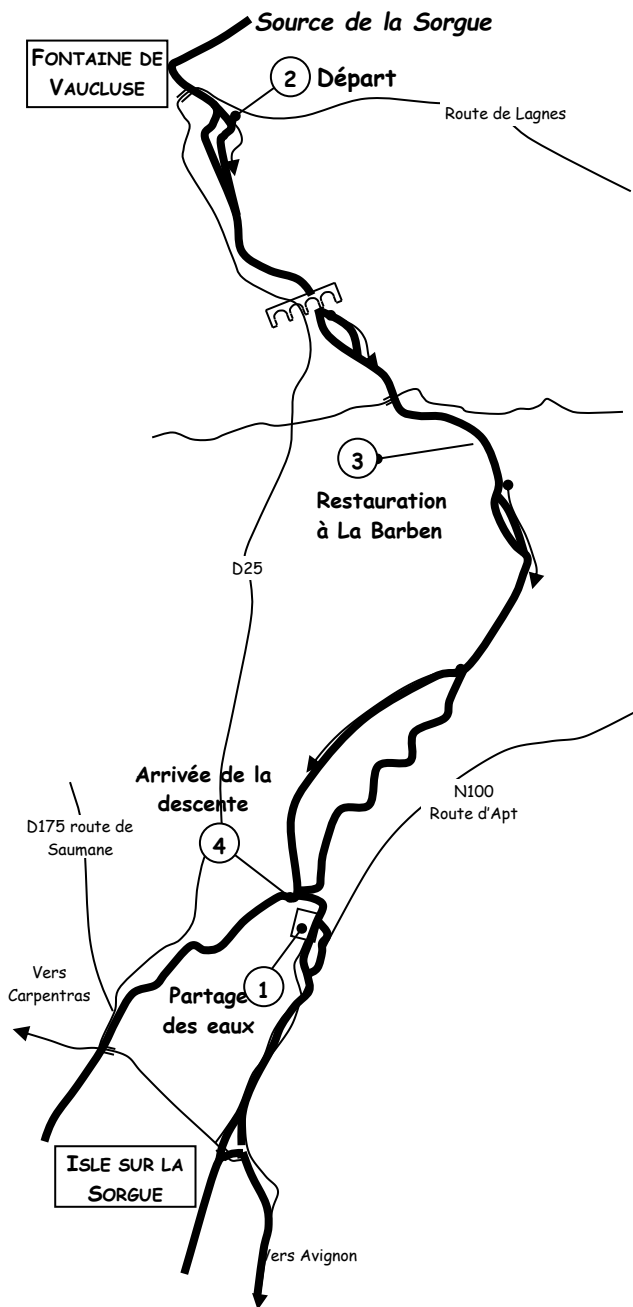 Source de la Sorgue
FONTAINE DE
VAUCLUSE
2 Départ
Route de Lagnes
3
Restauration
à La Barben
D25
Arrivée de la
descente
N100
Route d'Apt
D175 route de
Saumane
4
Vers
Carpentras
1
Partage
des eaux
ISLE SUR LA
SORGUE
Vers Avignon